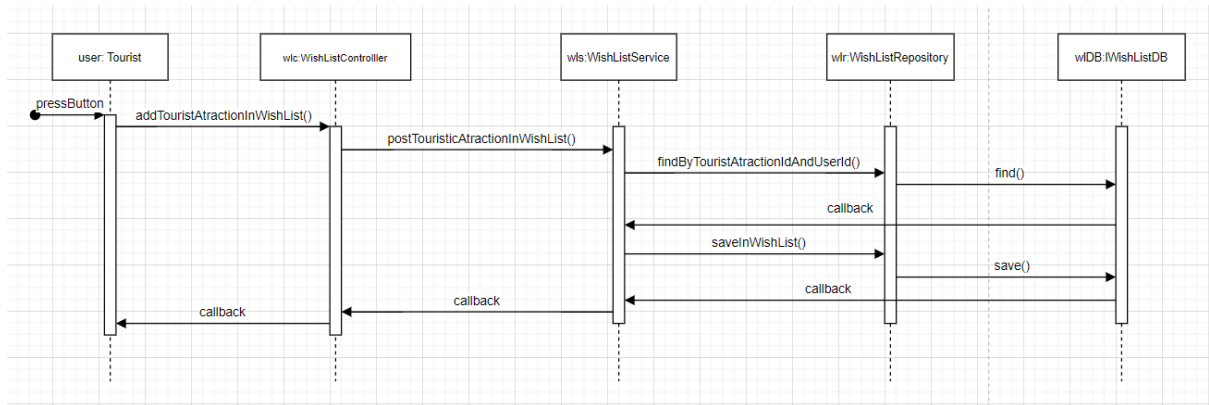 user: Tourist
wlc:WishListControlller
wls:WishListService
wlr:WishListRepository
wlDB:IWishListDB
pressButton
addTouristAtractionInWishList()
postTouristicAtractionInWishList()
findByTouristAtractionIdAndUserId()
find()
callback
saveInWishList()
save()
callback
callback
callback